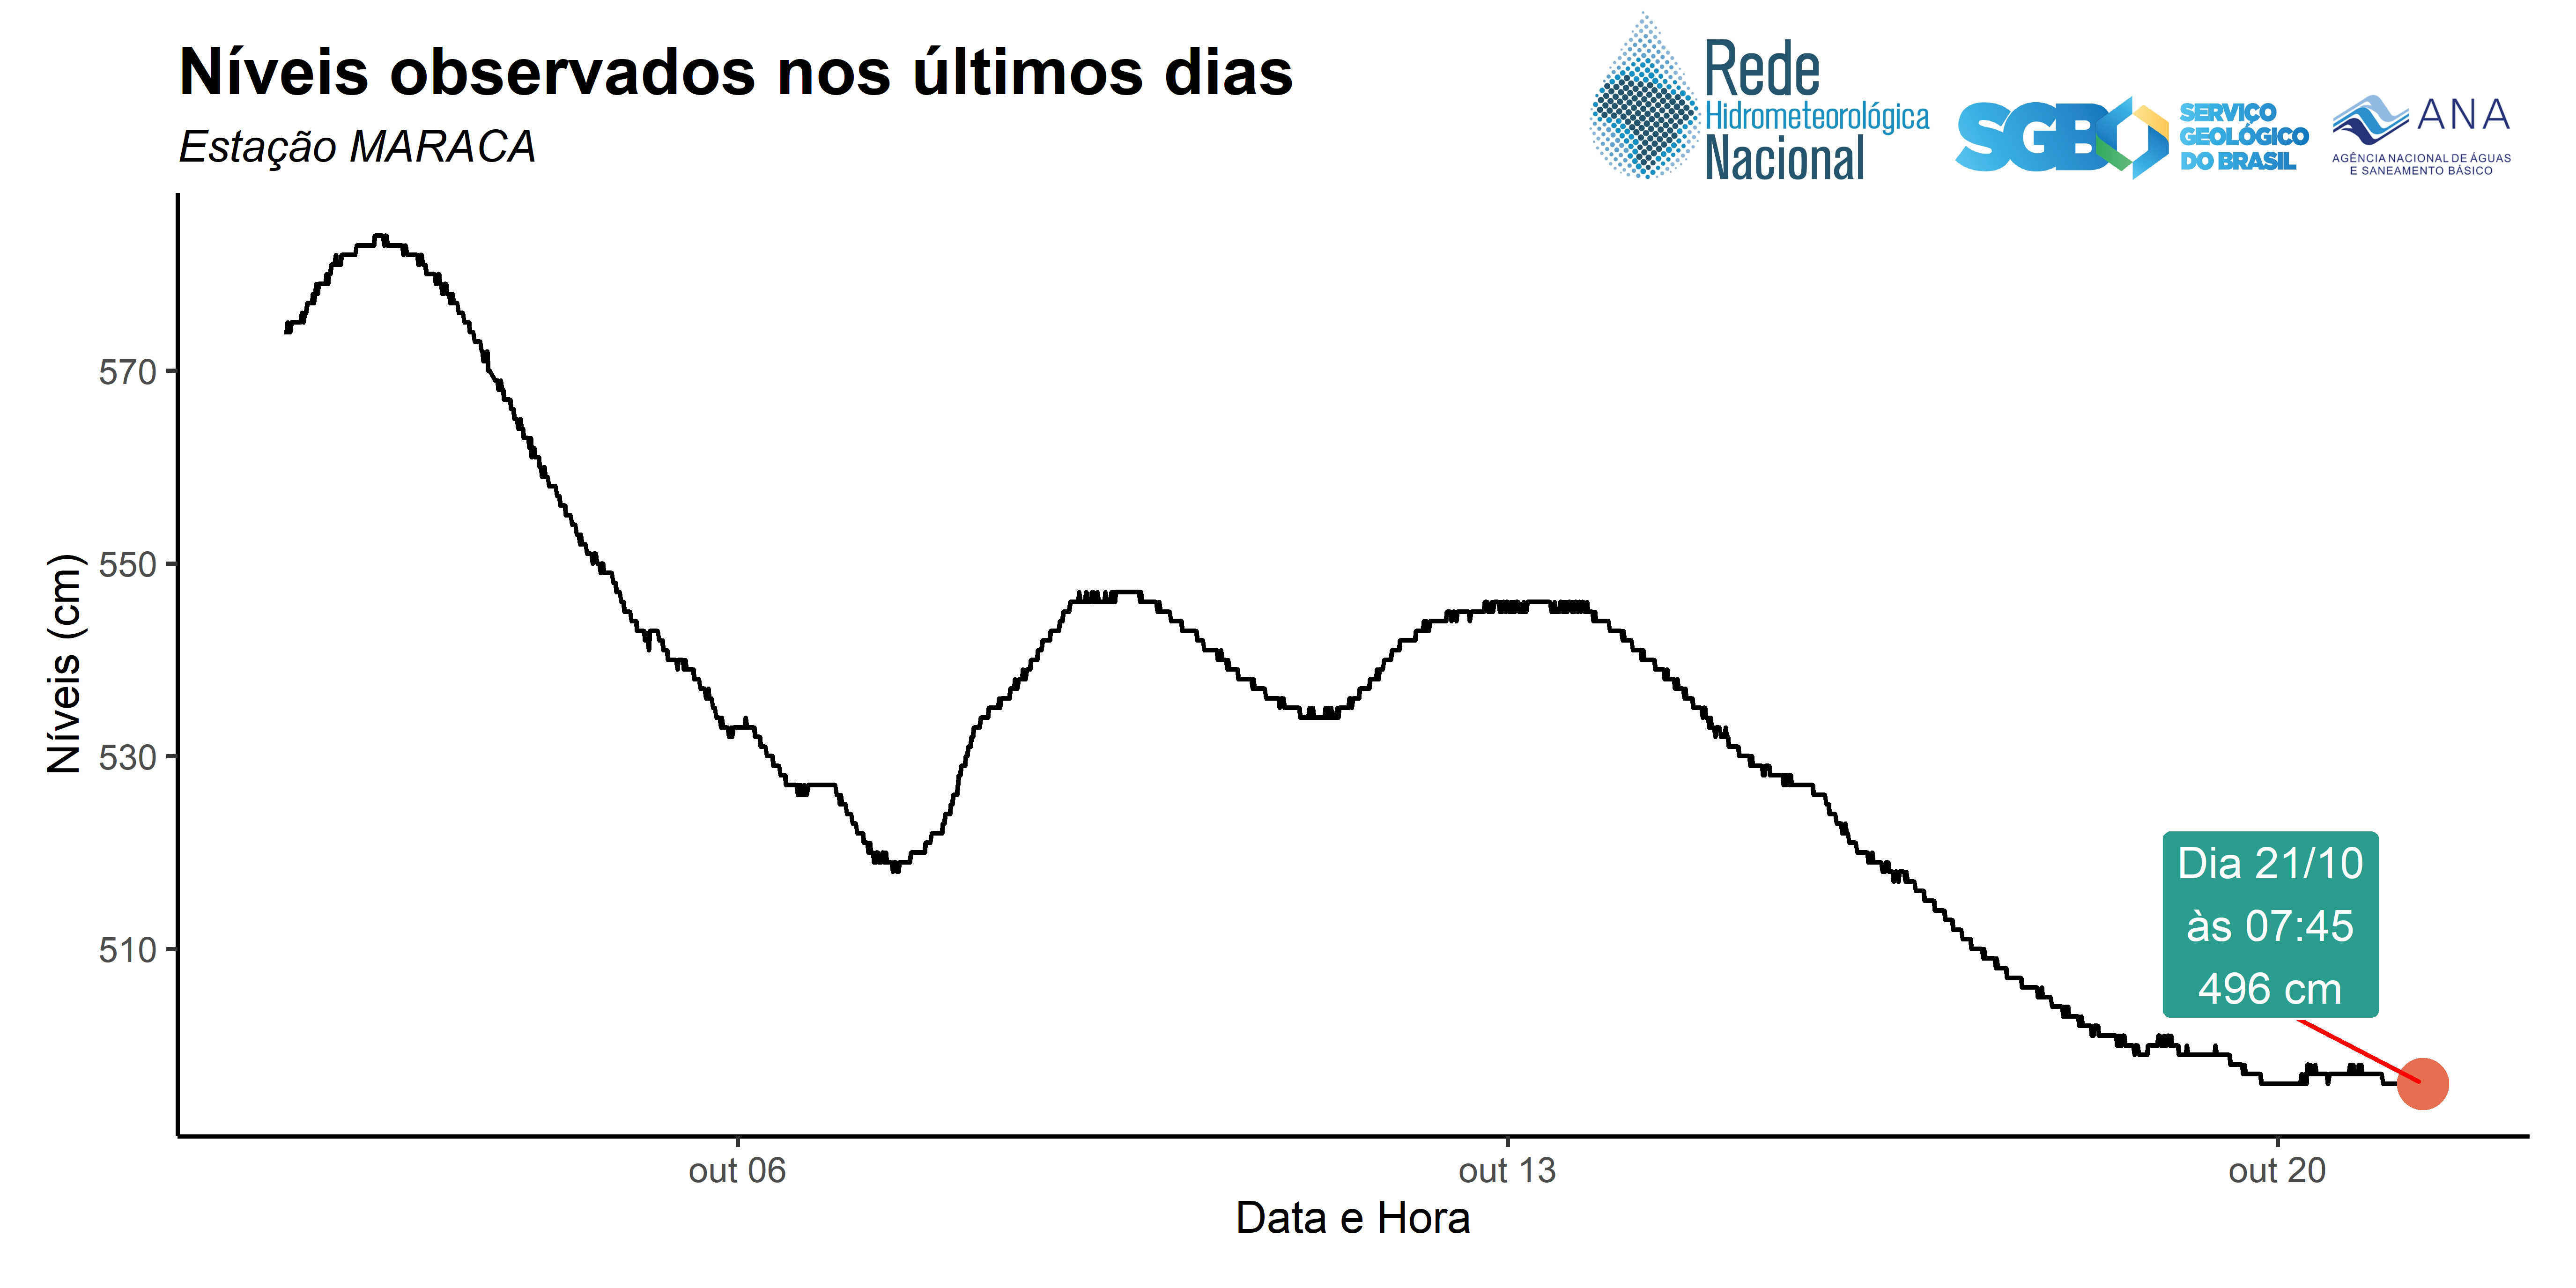 Níveis observados nos últimos dias
Estação MARACA
Rede
Hidrometeorológica
Nacional
SGB
SERVIÇO
GEOLÓGICO
DO BRASIL
ANA
AGÊNCIA NACIONAL DE ÁGUAS
E SANEAMENTO BÁSICO
Níveis (cm)
570
550
530
510
Dia 21/10
às 07:45
496 cm
out 06
out 13
out 20
Data e Hora